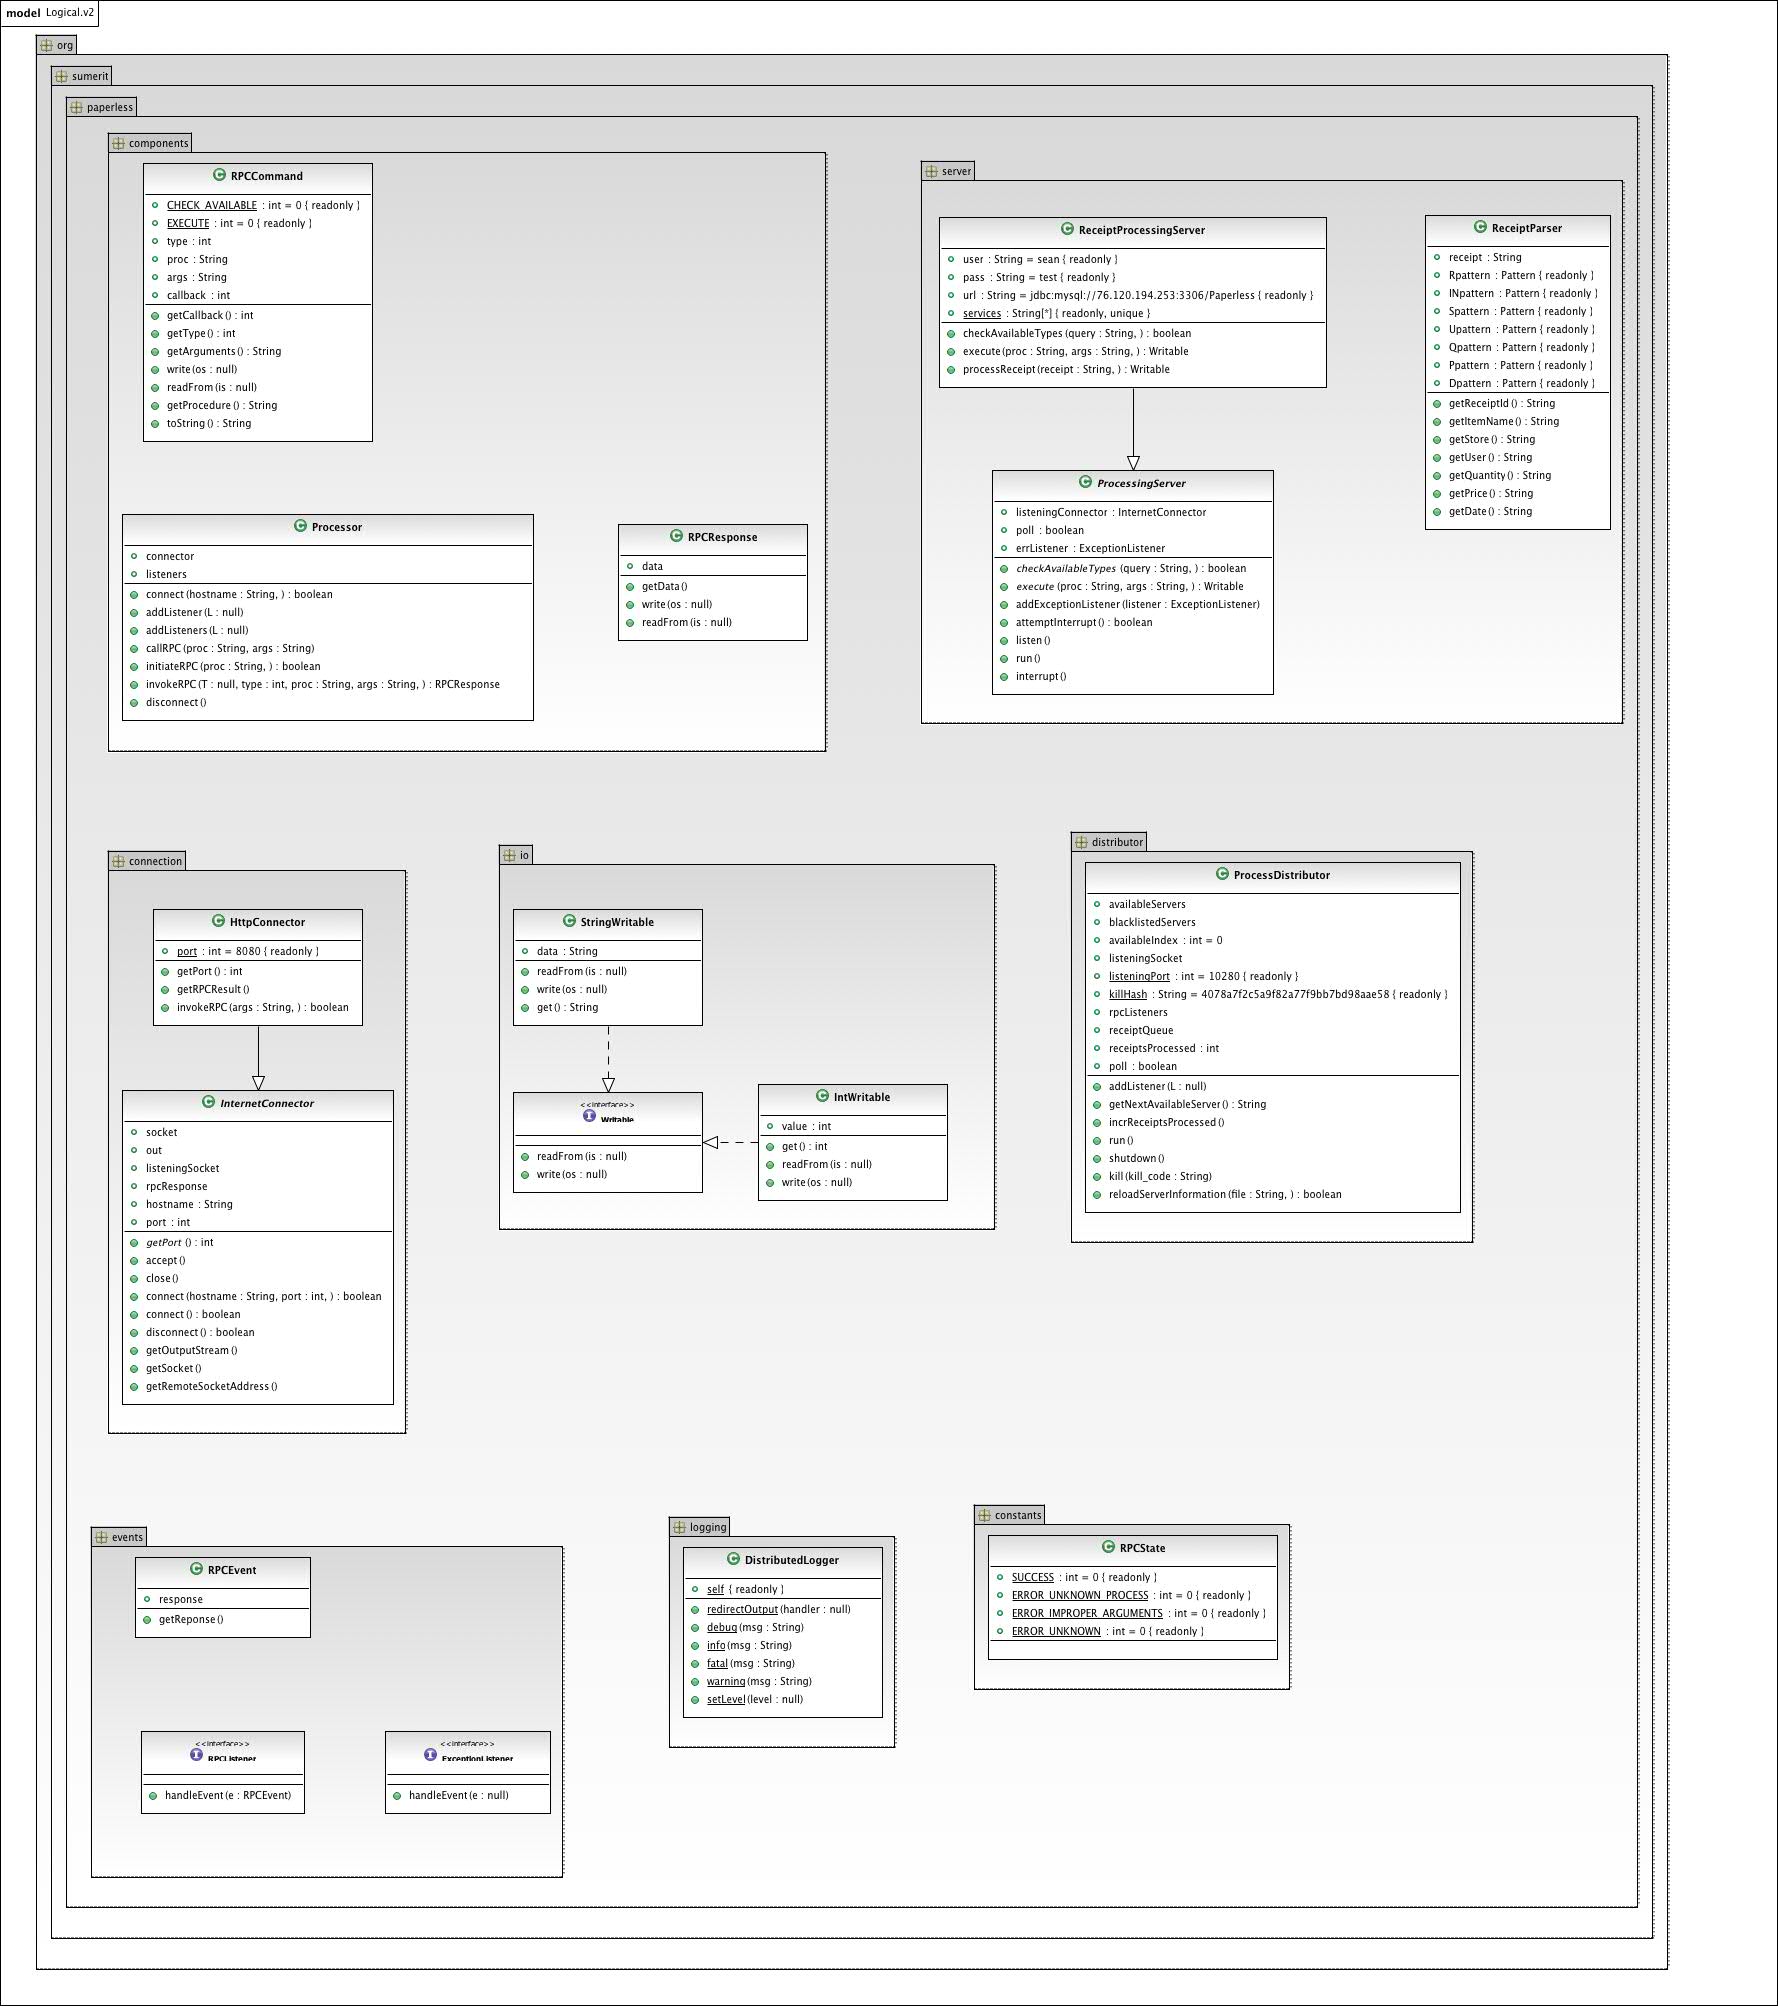 model Logical.v2
org
sumerit
paperless
components
RPCCommand
CHECK_AVAILABLE : int = 0 { readonly }
EXECUTE : int = 0 { readonly }
type : int
proc : String
args : String
callback : int
getCallback () : int
getType () : int
getArguments () : String
write (os : null)
readFrom (is : null)
getProcedure () : String
toString () : String
Processor
connector
listeners
connect (hostname : String, ) : boolean
addListener (L : null)
addListeners (L : null)
callRPC (proc : String, args : String)
initiateRPC (proc : String, ) : boolean
invokeRPC (T : null, type : int, proc : String, args : String, ) : RPCResponse
disconnect ()
RPCResponse
data
getData ()
write (os : null)
readFrom (is : null)
server
ReceiptProcessingServer
user : String = sean { readonly }
pass : String = test { readonly }
url : String = jdbc:mysql://76.120.194.253:3306/Paperless { readonly }
services : String[*] { readonly, unique }
checkAvailableTypes (query : String, ) : boolean
execute (proc : String, args : String, ) : Writable
processReceipt (receipt : String, ) : Writable
ReceiptParser
receipt : String
Rpattern : Pattern { readonly }
INpattern : Pattern { readonly }
Spattern : Pattern { readonly }
Upattern : Pattern { readonly }
Qpattern : Pattern { readonly }
Ppattern : Pattern { readonly }
Dpattern : Pattern { readonly }
getReceiptId () : String
getItemName () : String
getStore () : String
getUser () : String
getQuantity () : String
getPrice () : String
getDate () : String
ProcessingServer
listeningConnector : InternetConnector
poll : boolean
errListener : ExceptionListener
checkAvailableTypes (query : String, ) : boolean
execute (proc : String, args : String, ) : Writable
addExceptionListener (listener : ExceptionListener)
attemptInterrupt () : boolean
listen ()
run ()
interrupt ()
connection
HttpConnector
port : int = 8080 { readonly }
getPort () : int
getRPCResult ()
invokeRPC (args : String, ) : boolean
InternetConnector
socket
out
listeningSocket
rpcResponse
hostname : String
port : int
getPort () : int
accept ()
close ()
connect (hostname : String, port : int, ) : boolean
connect () : boolean
disconnect () : boolean
getOutputStream ()
getSocket ()
getRemoteSocketAddress ()
io
StringWritable
data : String
readFrom (is : null)
write (os : null)
get () : String
<<interface>>
Writable
readFrom (is : null)
write (os : null)
IntWritable
value : int
get () : int
readFrom (is : null)
write (os : null)
distributor
ProcessDistributor
availableServers
blacklistedServers
availableIndex : int = 0
listeningSocket
listeningPort : int = 10280 { readonly }
killHash : String = 4078a7f2c5a9f82a77f9bb7bd98aae58 { readonly }
rpcListeners
receiptQueue
receiptsProcessed : int
poll : boolean
addListener (L : null)
getNextAvailableServer () : String
incrReceiptsProcessed ()
run ()
shutdown ()
kill (kill_code : String)
reloadServerInformation (file : String, ) : boolean
events
RPCEvent
response
getReponse ()
<<interface>>
RPCListener
handleEvent (e : RPCEvent)
<<interface>>
ExceptionListener
handleEvent (e : null)
logging
DistributedLogger
self { readonly }
redirectOutput (handler : null)
debug (msg : String)
info (msg : String)
fatal (msg : String)
warning (msg : String)
setLevel (level : null)
constants
RPCState
SUCCESS : int = 0 { readonly }
ERROR_UNKNOWN_PROCESS : int = 0 { readonly }
ERROR_IMPROPER_ARGUMENTS : int = 0 { readonly }
ERROR_UNKNOWN : int = 0 { readonly }